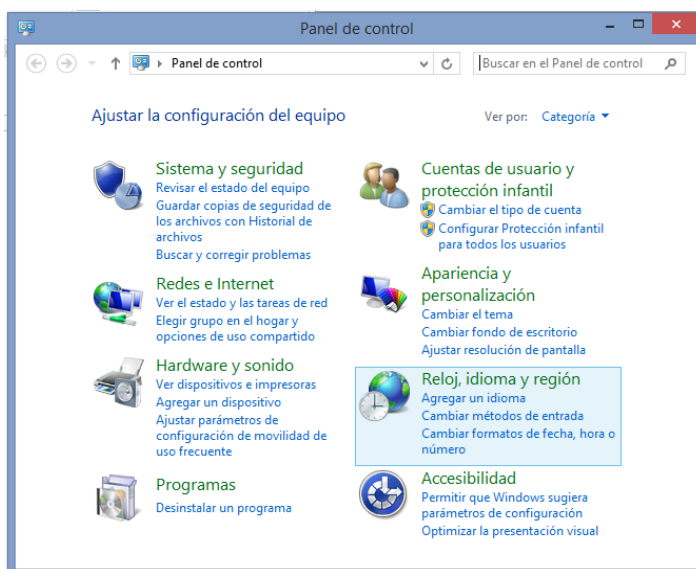 Panel de control
Panel de control
Buscar en el Panel de control
Ajustar la configuración del equipo
Ver por: Categoría
Sistema y seguridad
Revisar el estado del equipo
Guardar copias de seguridad de
los archivos con Historial de
archivos
Buscar y corregir problemas
Redes e Internet
Ver el estado y las tareas de red
Elegir grupo en el hogar y
opciones de uso compartido
Hardware y sonido
Ver dispositivos e impresoras
Agregar un dispositivo
Ajustar parámetros de
configuración de movilidad de
uso frecuente
Programas
Desinstalar un programa
Cuentas de usuario y
protección infantil
Cambiar el tipo de cuenta
Configurar Protección infantil
para todos los usuarios
Apariencia y
personalización
Cambiar el tema
Cambiar fondo de escritorio
Ajustar resolución de pantalla
Reloj, idioma y región
Agregar un idioma
Cambiar métodos de entrada
Cambiar formatos de fecha, hora o
número
Accesibilidad
Permitir que Windows sugiera
parámetros de configuración
Optimizar la presentación visual